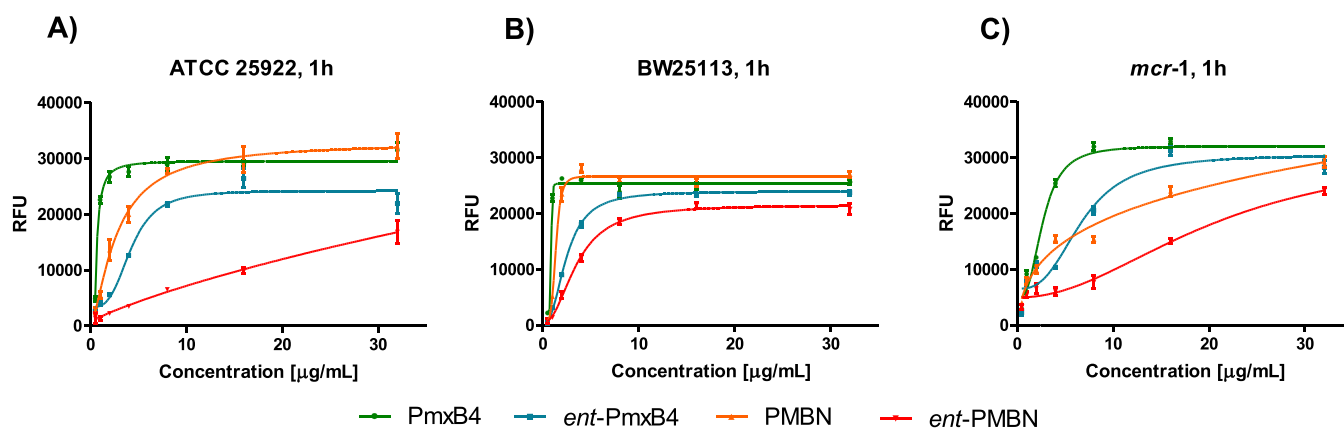 A)
ATCC 25922, 1h
RFU
40000
30000
20000
10000
0
0 10 20 30
Concentration [μg/mL]
B)
BW25113, 1h
RFU
40000
30000
20000
10000
0
0 10 20 30
Concentration [μg/mL]
C)
mcr-1, 1h
RFU
40000
30000
20000
10000
0
0 10 20 30
Concentration [μg/mL]
PmxB4 ent-PmxB4 PMBN ent-PMBN